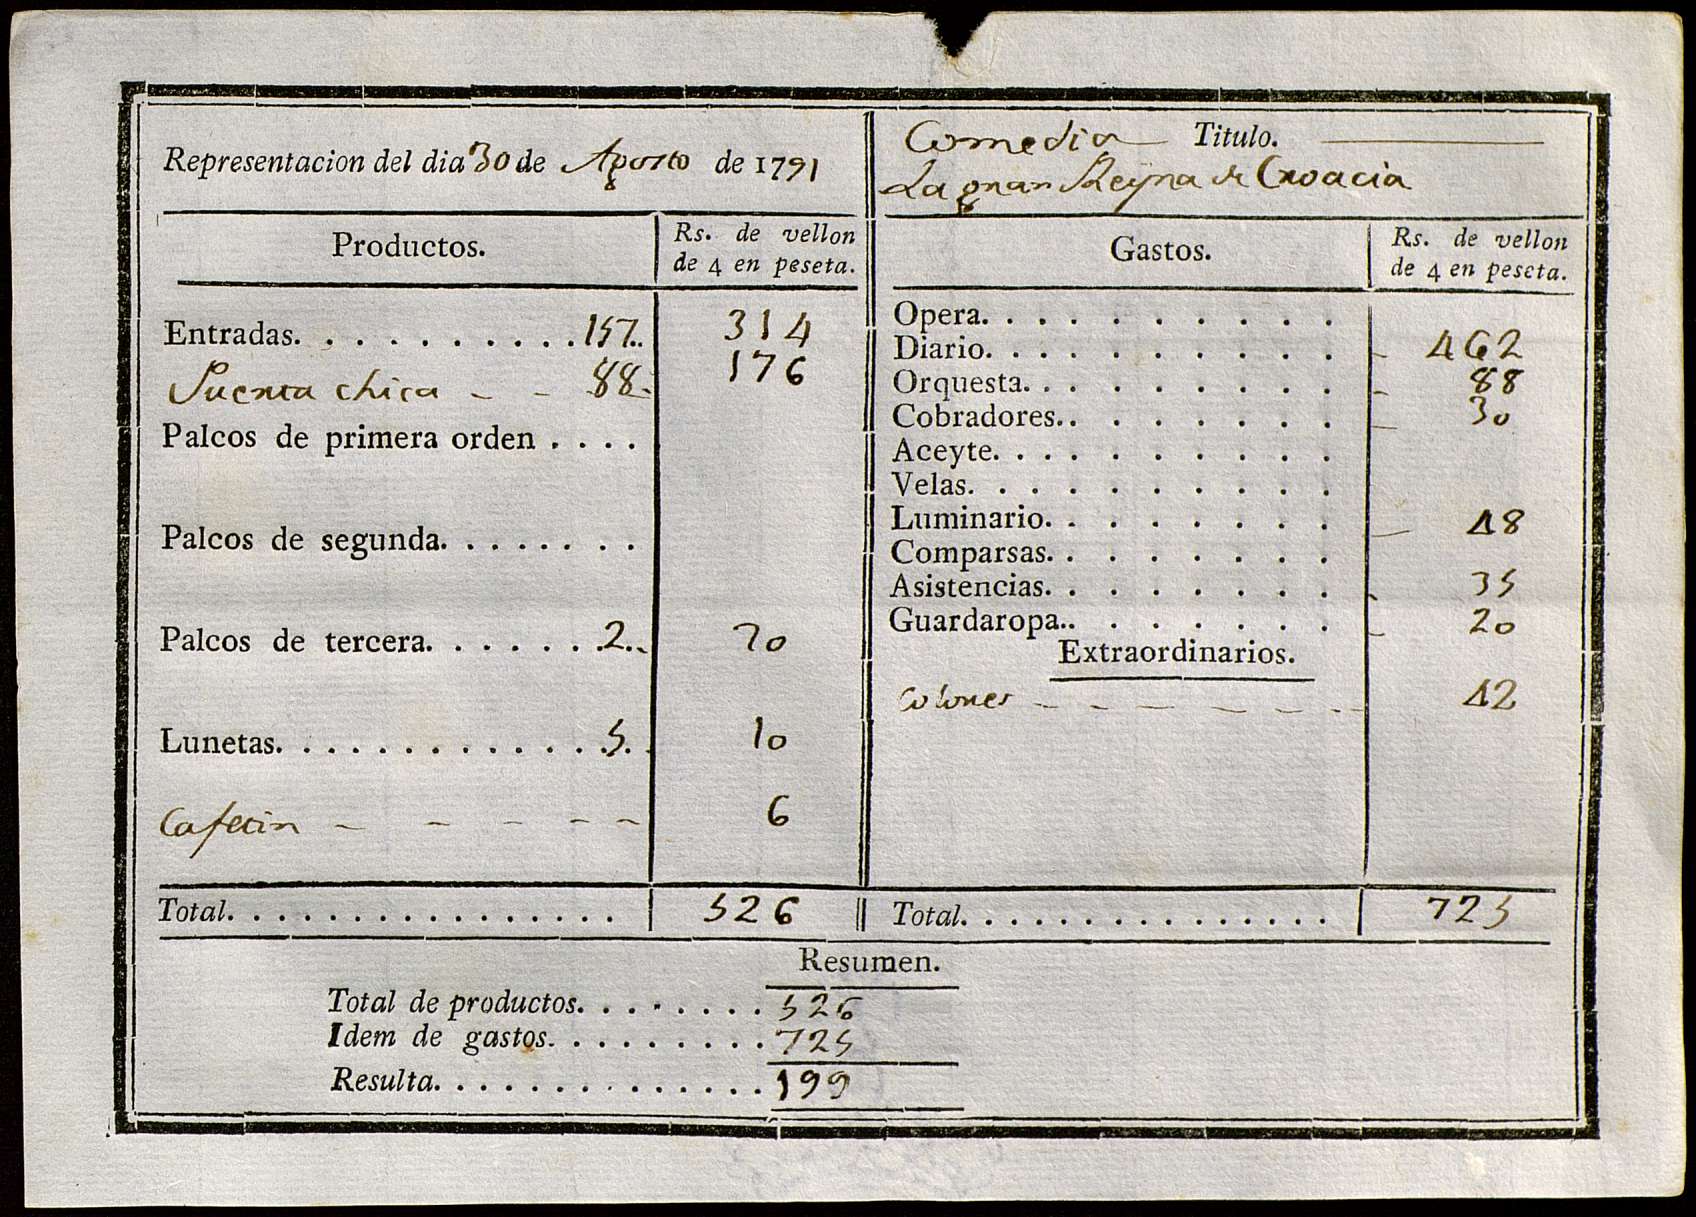 Representacion del dia 30 de Agosto de 1791
Comedia Titulo.
La gran Reyna de Croacia
Productos. Rs. de vellon de 4 en peseta.
Entradas. . . . . . . . . . . 157.. 314
Puerta chica - - 88.- 176
Palcos de primera orden . . . .
Palcos de segunda. . . . . . . .
Palcos de tercera. . . . . . . 2.. 20
Lunetas. . . . . . . . . . . . . 5. . 10
Cafetin - - - - - 6
Total. . . . . . . . . . . . . . . . 526
Gastos. Rs. de vellon de 4 en peseta.
Opera. . . . . . . . . .
Diario. . . . . . . . . . - 462
Orquesta. . . . . . . . . - 88
Cobradores.. . . . . . . - 30
Aceyte. . . . . . . . . .
Velas. . . . . . . . . .
Luminario. . . . . . . . - 48
Comparsas. . . . . . . .
Asistencias. . . . . . . . - 35
Guardaropa.. . . . . . . - 20
Extraordinarios.
Colones - - - - - - - 42
Total. . . . . . . . . . . . . . . 725
Resumen.
Total de productos. . . . . . . . 526
Idem de gastos. . . . . . . . . 725
Resulta. . . . . . . . . . . . . . 199